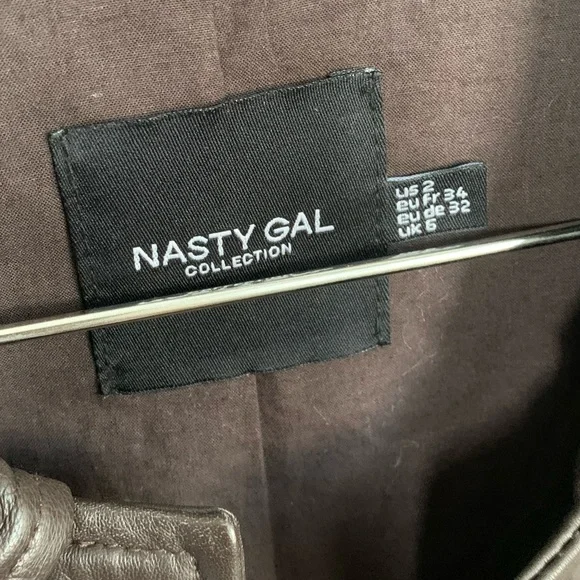 NASTY GAL
COLLECTION
us 2
eu fr 34
eu de 32
uk 6